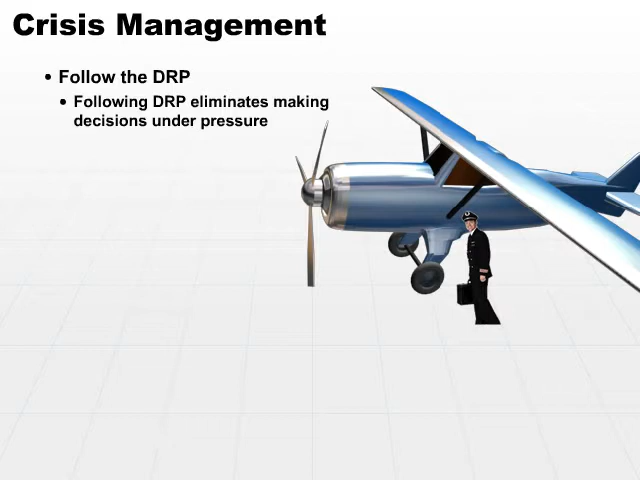 Crisis Management
• Follow the DRP
• Following DRP eliminates making
decisions under pressure